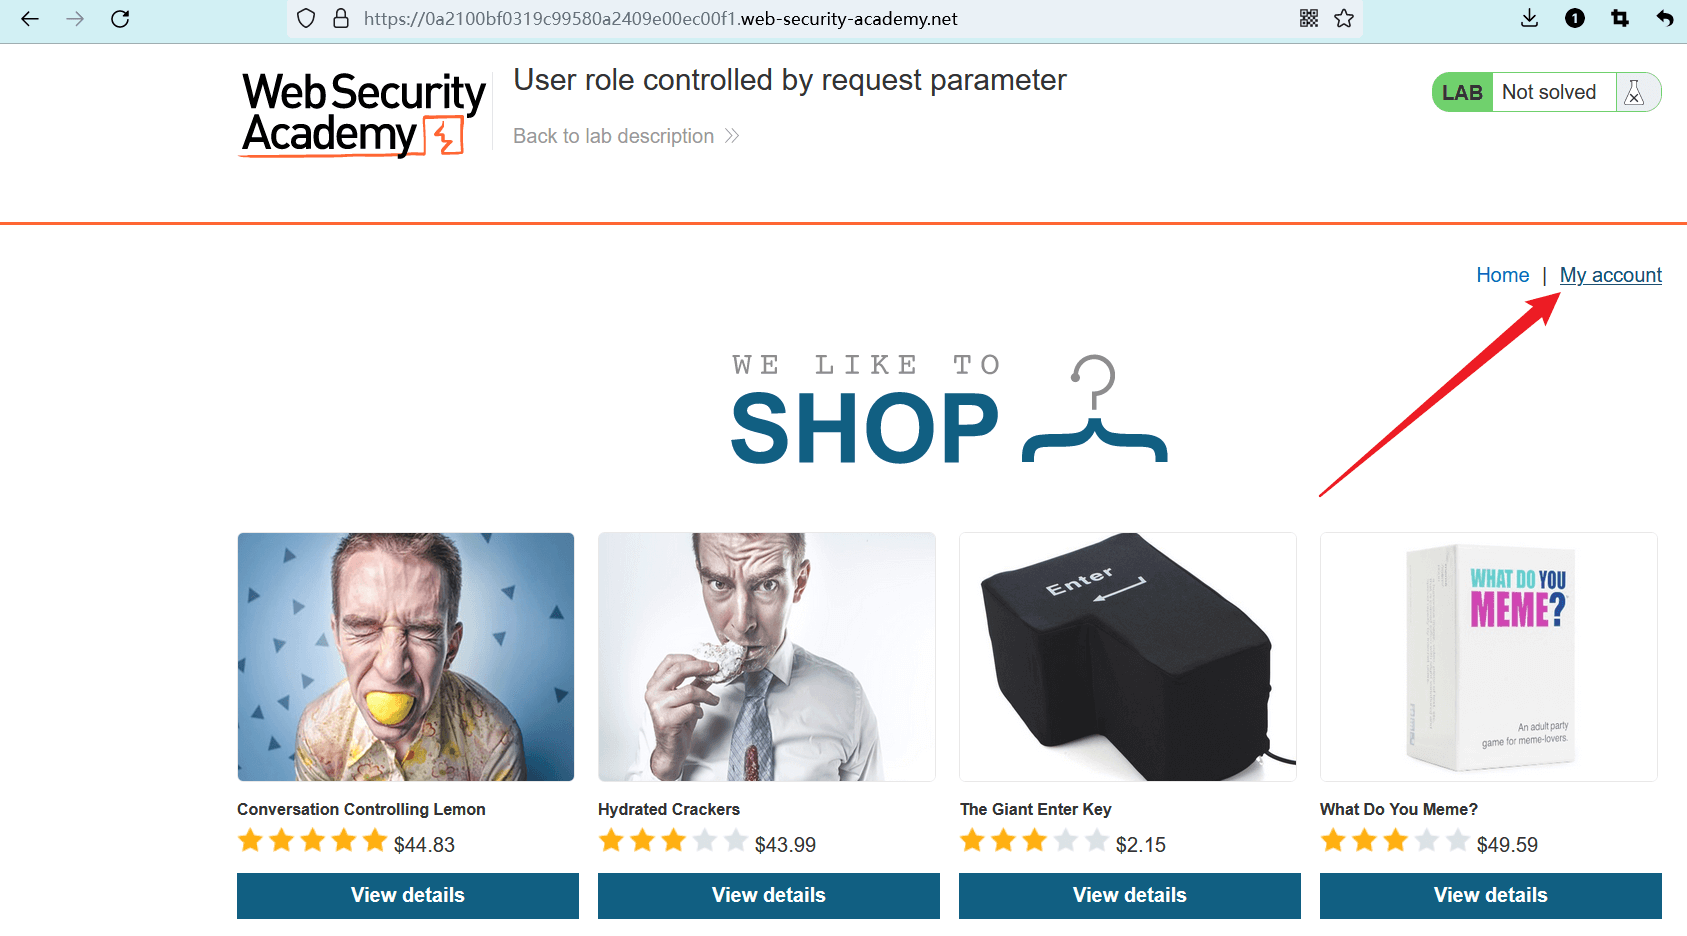 https://0a2100bf0319c99580a2409e00ec00f1.web-security-academy.net
1
Web Security
Academy
User role controlled by request parameter
Back to lab description
LAB Not solved
Home | My account
WE LIKE TO
SHOP
Enter
WHAT DO YOU
MEME?
An adult party
game for meme-lovers.
Conversation Controlling Lemon
$44.83
View details
Hydrated Crackers
$43.99
View details
The Giant Enter Key
$2.15
View details
What Do You Meme?
$49.59
View details